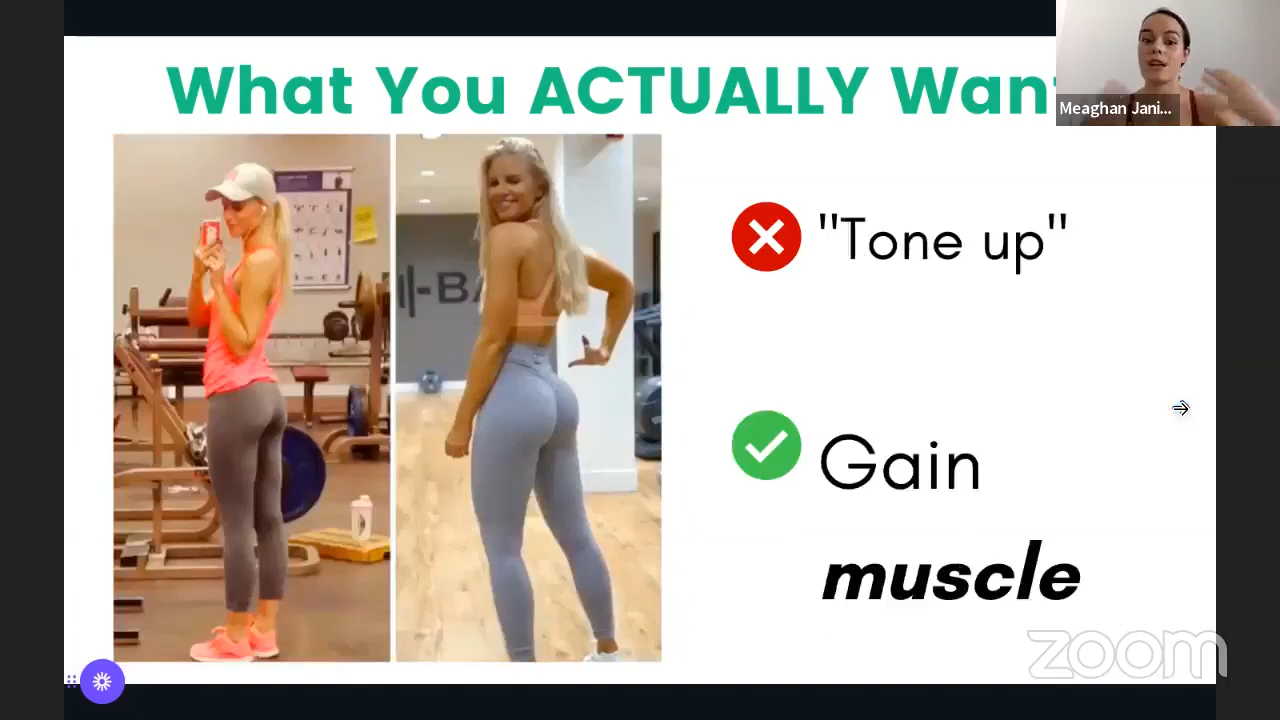 What You ACTUALLY Want
Meaghan Jani...
"Tone up"
Gain
muscle
zoom